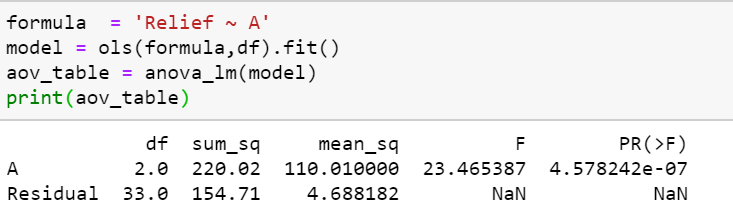 formula  = 'Relief ~ A'
model = ols(formula,df).fit()
aov_table = anova_lm(model)
print(aov_table)
            df  sum_sq     mean_sq          F        PR(>F)
A          2.0  220.02  110.010000  23.465387  4.578242e-07
Residual  33.0  154.71    4.688182        NaN           NaN